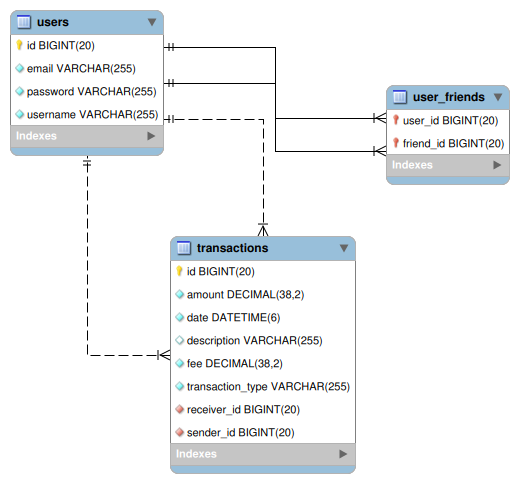 users
id BIGINT(20)
email VARCHAR(255)
password VARCHAR(255)
username VARCHAR(255)
Indexes
user_friends
user_id BIGINT(20)
friend_id BIGINT(20)
Indexes
transactions
id BIGINT(20)
amount DECIMAL(38,2)
date DATETIME(6)
description VARCHAR(255)
fee DECIMAL(38,2)
transaction_type VARCHAR(255)
receiver_id BIGINT(20)
sender_id BIGINT(20)
Indexes